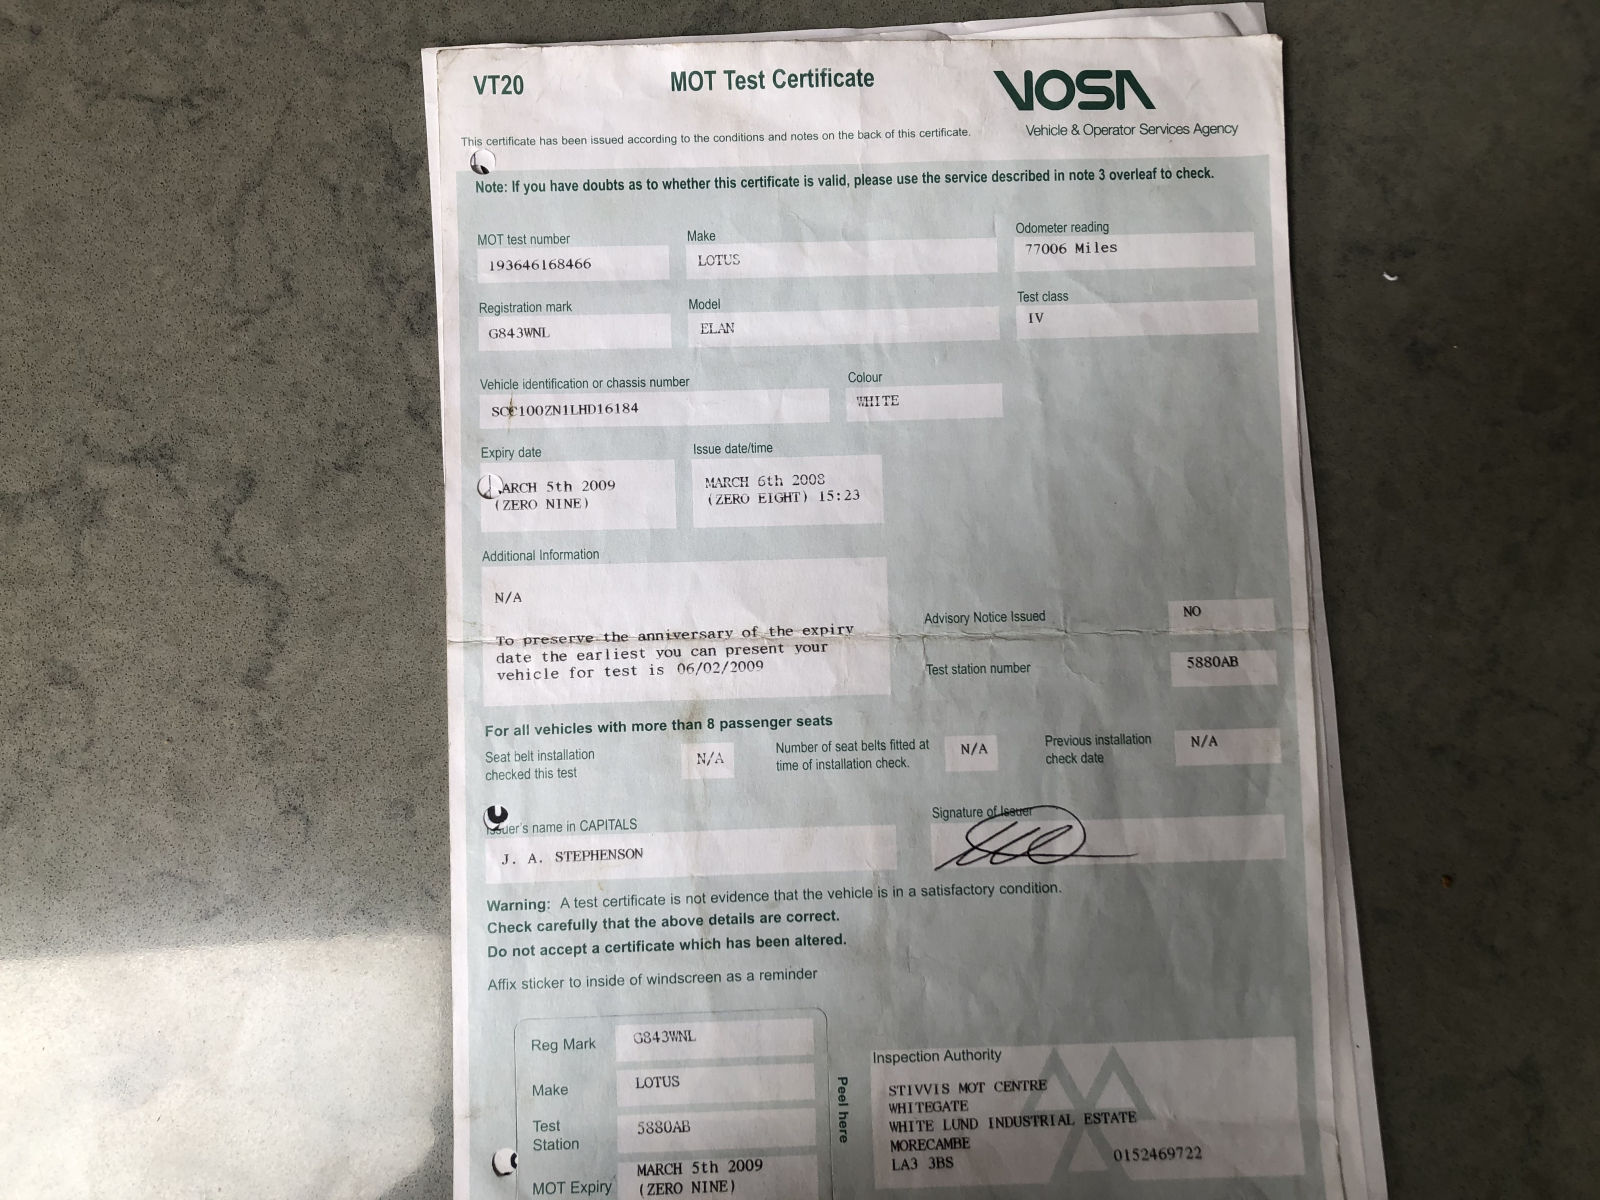 VT20
MOT Test Certificate
VOSA
Vehicle & Operator Services Agency
This certificate has been issued according to the conditions and notes on the back of this certificate.
Note: If you have doubts as to whether this certificate is valid, please use the service described in note 3 overleaf to check.
MOT test number
193646168466
Make
LOTUS
Odometer reading
77006 Miles
Registration mark
G843WNL
Model
ELAN
Test class
IV
Vehicle identification or chassis number
SCC100ZN1LHD16184
Colour
WHITE
Expiry date
ARCH 5th 2009
(ZERO NINE)
Issue date/time
MARCH 6th 2008
(ZERO EIGHT) 15:23
Additional Information
N/A
To preserve the anniversary of the expiry
date the earliest you can present your
vehicle for test is 06/02/2009
Advisory Notice Issued
NO
Test station number
5880AB
For all vehicles with more than 8 passenger seats
Seat belt installation
checked this test
N/A
Number of seat belts fitted at
time of installation check.
N/A
Previous installation
check date
N/A
Issuer's name in CAPITALS
J. A. STEPHENSON
Signature of Issuer
Warning: A test certificate is not evidence that the vehicle is in a satisfactory condition.
Check carefully that the above details are correct.
Do not accept a certificate which has been altered.
Affix sticker to inside of windscreen as a reminder
Reg Mark
G843WNL
Make
LOTUS
Test
Station
5880AB
MOT Expiry
MARCH 5th 2009
(ZERO NINE)
Peel here
Inspection Authority
STIVVIS MOT CENTRE
WHITEGATE
WHITE LUND INDUSTRIAL ESTATE
MORECAMBE
LA3 3BS
0152469722